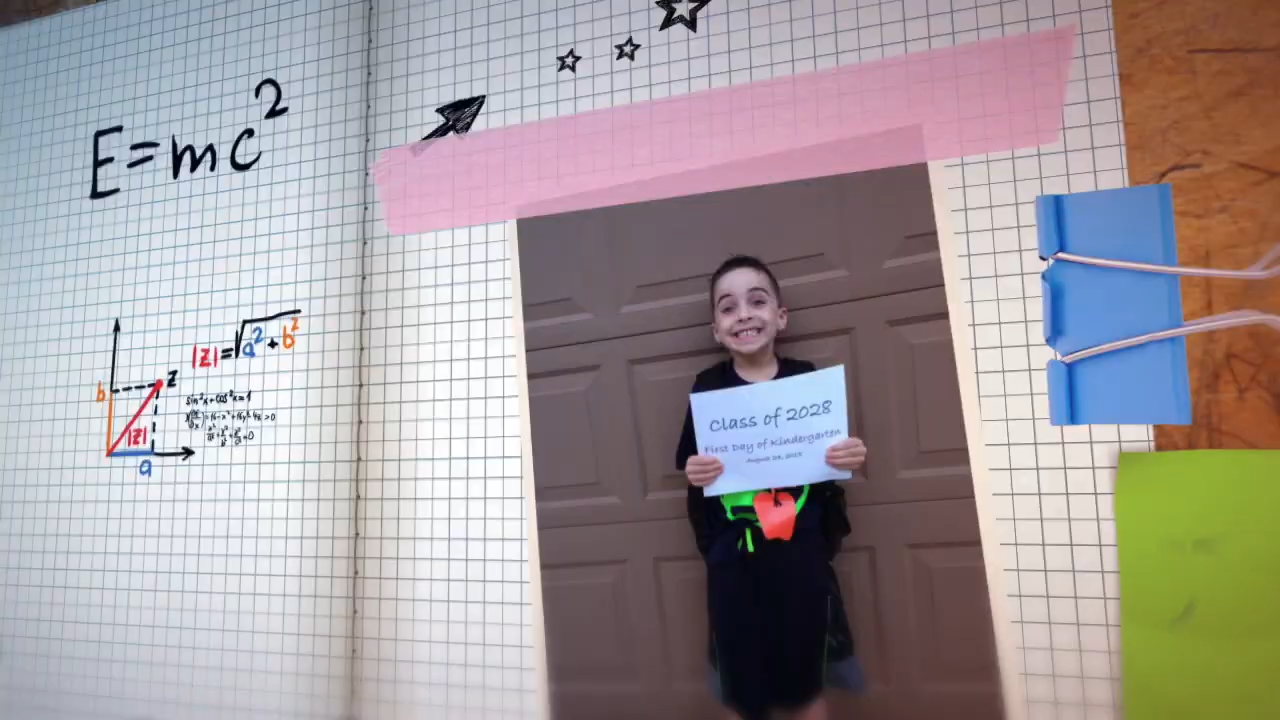 E=mc²
|z|=√a²+b²
b
z
|z|
a
sin²x+cos²x=1
Class of 2028
First Day of Kindergarten